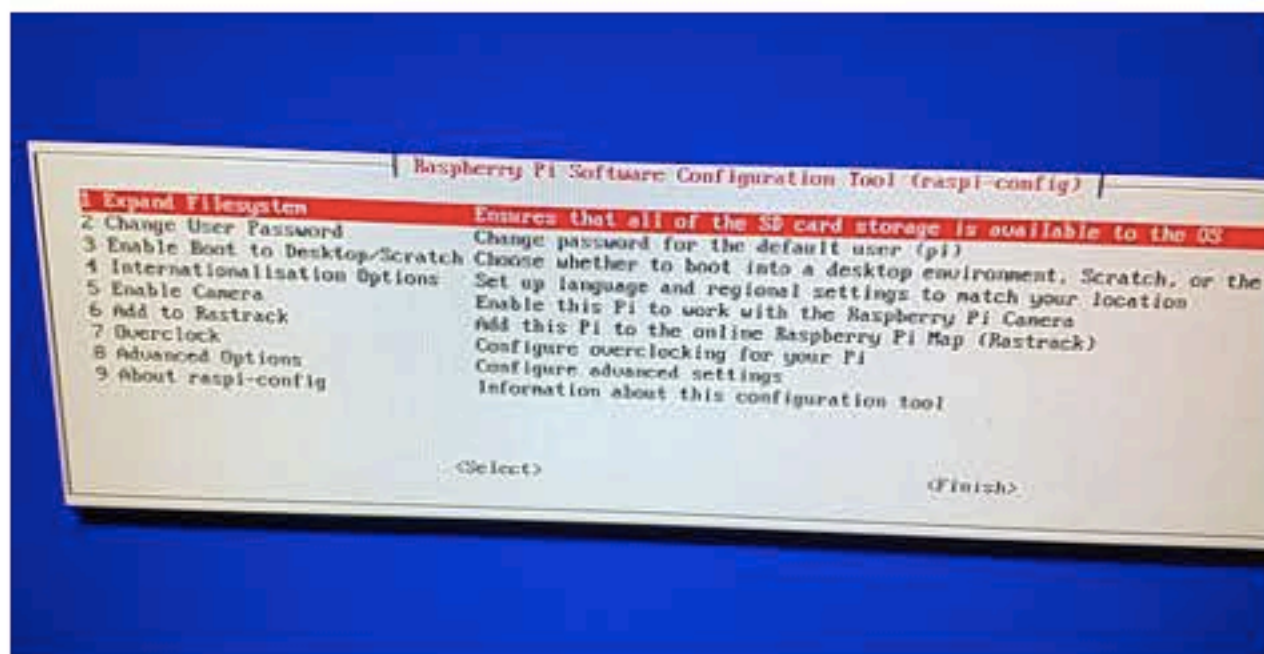 Raspberry Pi Software Configuration Tool (raspi-config)
1 Expand Filesystem Ensures that all of the SD card storage is available to the OS
2 Change User Password Change password for the default user (pi)
3 Enable Boot to Desktop/Scratch Choose whether to boot into a desktop environment, Scratch, or the
4 Internationalisation Options Set up language and regional settings to match your location
5 Enable Camera Enable this Pi to work with the Raspberry Pi Camera
6 Add to Rastrack Add this Pi to the online Raspberry Pi Map (Rastrack)
7 Overclock Configure overclocking for your Pi
8 Advanced Options Configure advanced settings
9 About raspi-config Information about this configuration tool
<Select> <Finish>